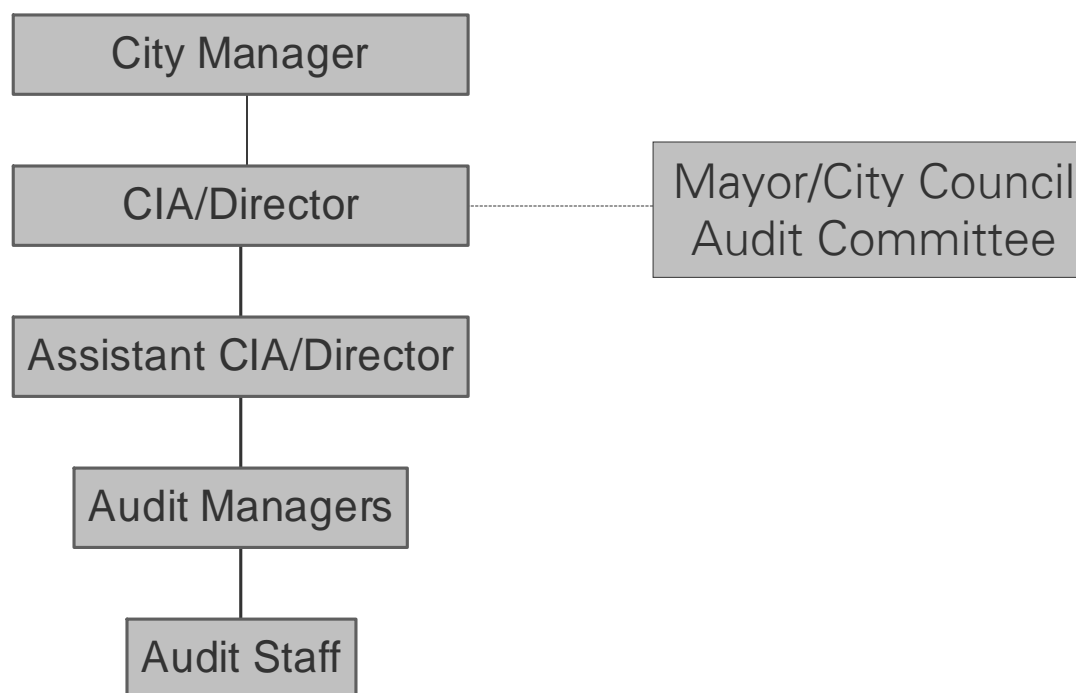 City Manager
CIA/Director
Mayor/City Council
Audit Committee
Assistant CIA/Director
Audit Managers
Audit Staff